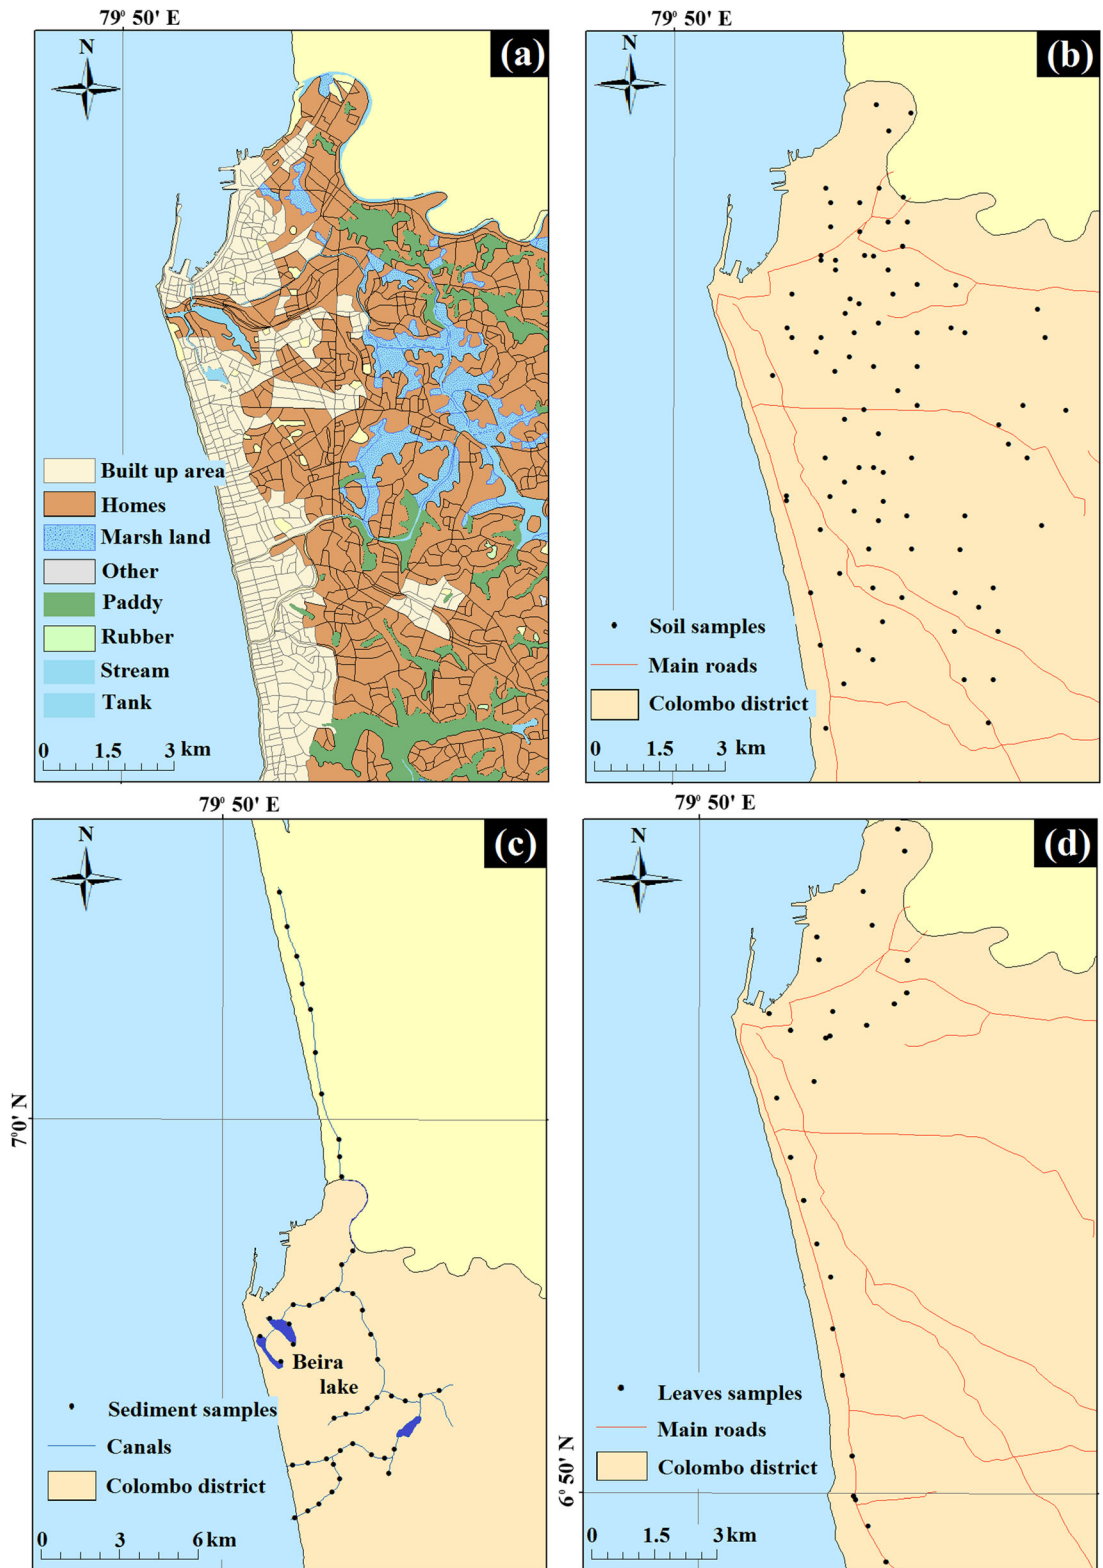 79° 50' E
N
(a)
Built up area
Homes
Marsh land
Other
Paddy
Rubber
Stream
Tank
0 1.5 3 km
79° 50' E
N
(b)
Soil samples
Main roads
Colombo district
0 1.5 3 km
79° 50' E
N
(c)
7°0' N
Beira
lake
Sediment samples
Canals
Colombo district
0 3 6 km
79° 50' E
N
(d)
Leaves samples
Main roads
Colombo district
6° 50' N
0 1.5 3 km